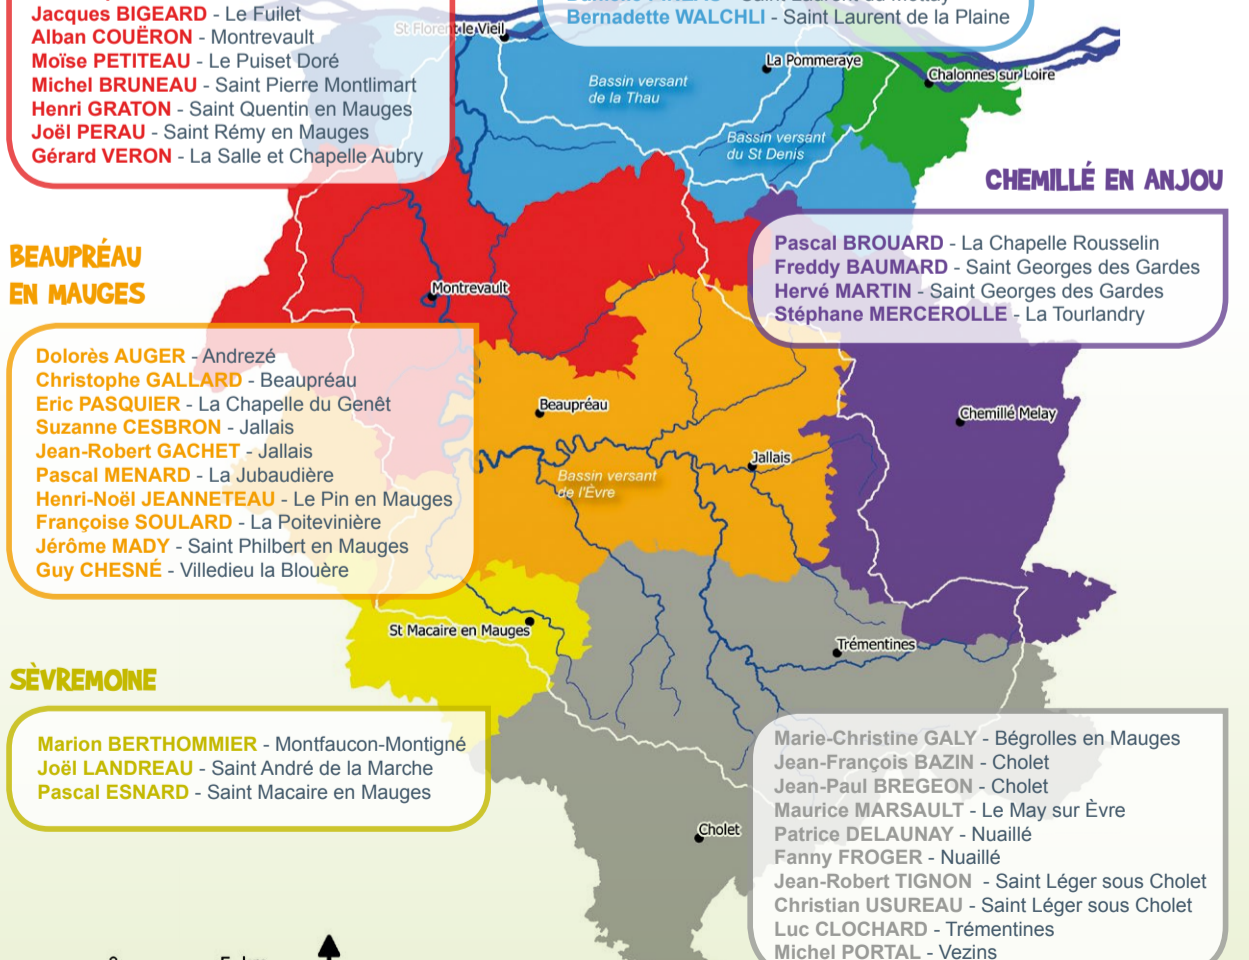 Jacques BIGEARD - Le Fuilet
Alban COUËRON - Montrevault
Moïse PETITEAU - Le Puiset Doré
Michel BRUNEAU - Saint Pierre Montlimart
Henri GRATON - Saint Quentin en Mauges
Joël PERAU - Saint Rémy en Mauges
Gérard VERON - La Salle et Chapelle Aubry
Bernadette WALCHLI - Saint Laurent de la Plaine
St Florent le Vieil
La Pommeraye
Chalonnes sur Loire
Bassin versant
de la Thau
Bassin versant
du St Denis
CHEMILLÉ EN ANJOU
Pascal BROUARD - La Chapelle Rousselin
Freddy BAUMARD - Saint Georges des Gardes
Hervé MARTIN - Saint Georges des Gardes
Stéphane MERCEROLLE - La Tourlandry
BEAUPRÉAU
EN MAUGES
Montrevault
Dolorès AUGER - Andrezé
Christophe GALLARD - Beaupréau
Eric PASQUIER - La Chapelle du Genêt
Suzanne CESBRON - Jallais
Jean-Robert GACHET - Jallais
Pascal MENARD - La Jubaudière
Henri-Noël JEANNETEAU - Le Pin en Mauges
Françoise SOULARD - La Poitevinière
Jérôme MADY - Saint Philbert en Mauges
Guy CHESNÉ - Villedieu la Blouère
Beaupréau
Chemillé Melay
Jallais
Bassin versant
de l'Èvre
St Macaire en Mauges
Trémentines
SÈVREMOINE
Marion BERTHOMMIER - Montfaucon-Montigné
Joël LANDREAU - Saint André de la Marche
Pascal ESNARD - Saint Macaire en Mauges
Cholet
Marie-Christine GALY - Bégrolles en Mauges
Jean-François BAZIN - Cholet
Jean-Paul BREGEON - Cholet
Maurice MARSAULT - Le May sur Èvre
Patrice DELAUNAY - Nuaillé
Fanny FROGER - Nuaillé
Jean-Robert TIGNON - Saint Léger sous Cholet
Christian USUREAU - Saint Léger sous Cholet
Luc CLOCHARD - Trémentines
Michel PORTAL - Vezins